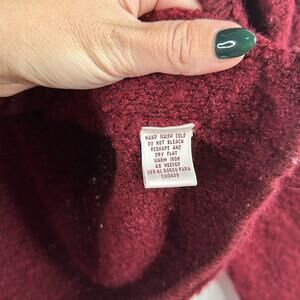 HAND WASH COLD
DO NOT BLEACH
RESHAPE AND
DRY FLAT
WARM IRON
AS NEEDED
VER AL DORSO PARA
CUIDADO